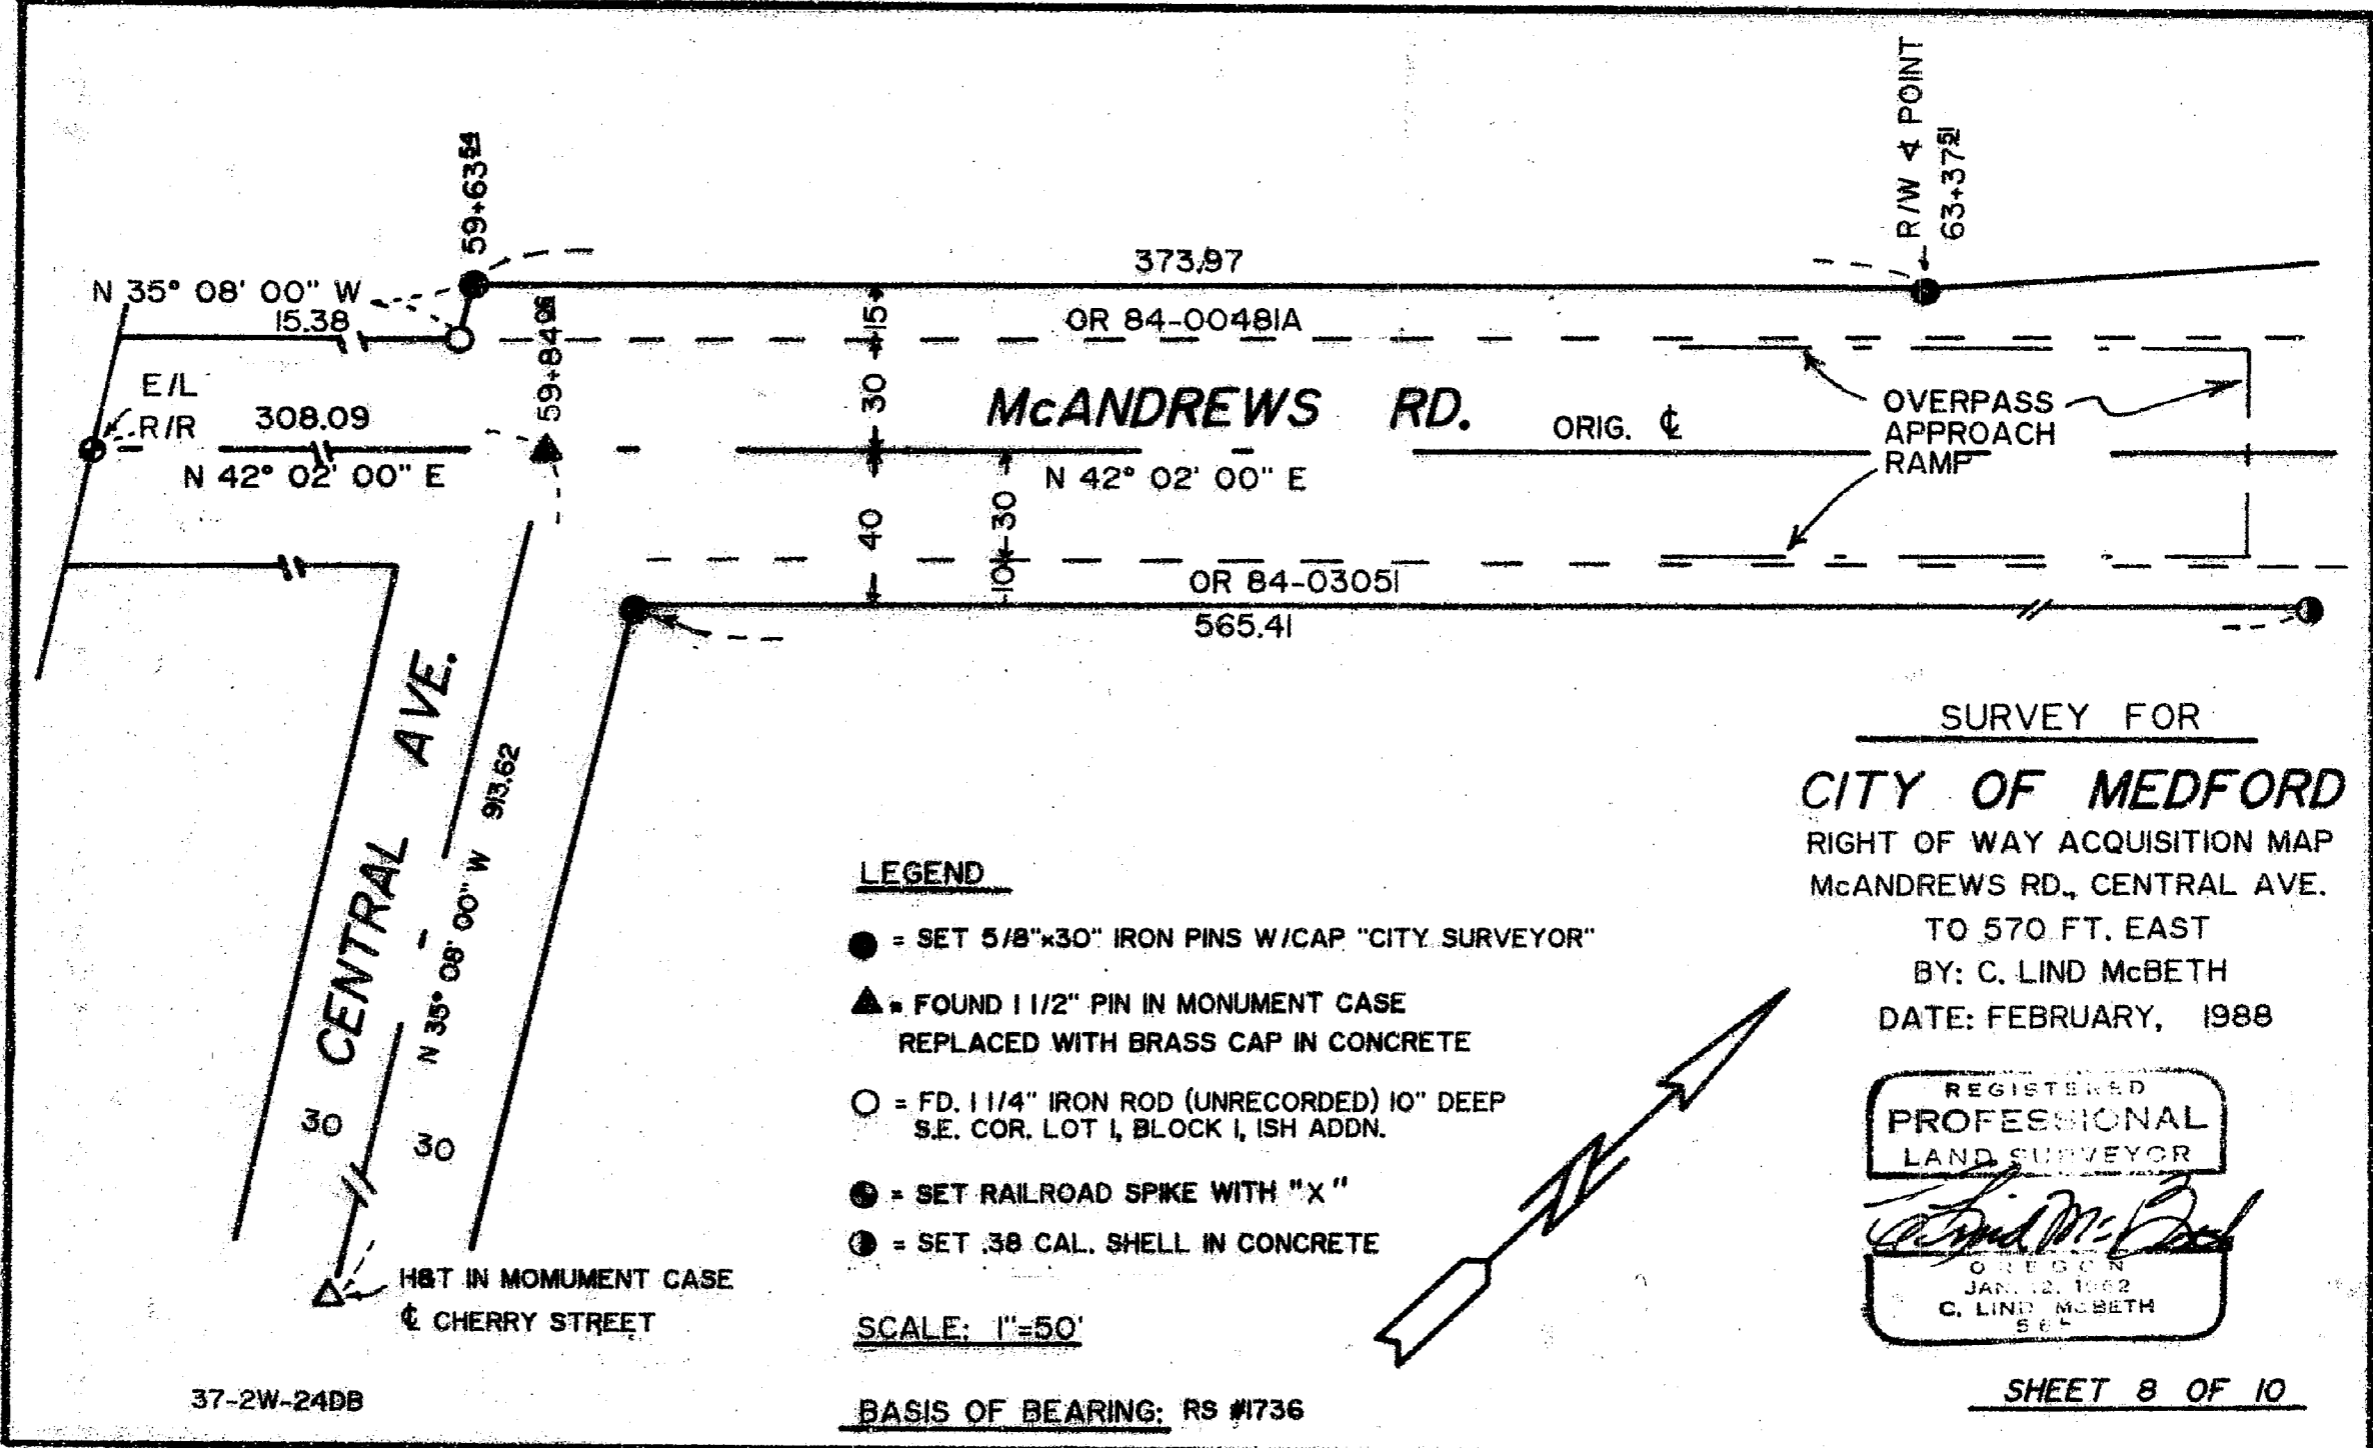 59+63 54
R/W ∢ POINT
63+37 51
N 35° 08' 00" W
15.38
373.97
OR 84-00481A
59+84 06
15
30
E/L
R/R
308.09
N 42° 02' 00" E
McANDREWS RD.
ORIG. ℄
N 42° 02' 00" E
OVERPASS
APPROACH
RAMP
40
30
10
OR 84-03051
565.41
CENTRAL AVE.
N 35° 08' 00" W 913.62
30
30
H&T IN MOMUMENT CASE
℄ CHERRY STREET
37-2W-24DB
LEGEND
● = SET 5/8"x30" IRON PINS W/CAP "CITY SURVEYOR"
▲ = FOUND 1 1/2" PIN IN MONUMENT CASE
REPLACED WITH BRASS CAP IN CONCRETE
○ = FD. 1 1/4" IRON ROD (UNRECORDED) 10" DEEP
S.E. COR. LOT 1, BLOCK 1, ISH ADDN.
= SET RAILROAD SPIKE WITH "X"
= SET .38 CAL. SHELL IN CONCRETE
SCALE: 1"=50'
BASIS OF BEARING: RS #1736
N
SURVEY FOR
CITY OF MEDFORD
RIGHT OF WAY ACQUISITION MAP
McANDREWS RD., CENTRAL AVE.
TO 570 FT. EAST
BY: C. LIND McBETH
DATE: FEBRUARY, 1988
REGISTERED
PROFESSIONAL
LAND SURVEYOR
C. Lind McBeth
OREGON
JAN. 12, 1962
C. LIND McBETH
SHEET 8 OF 10